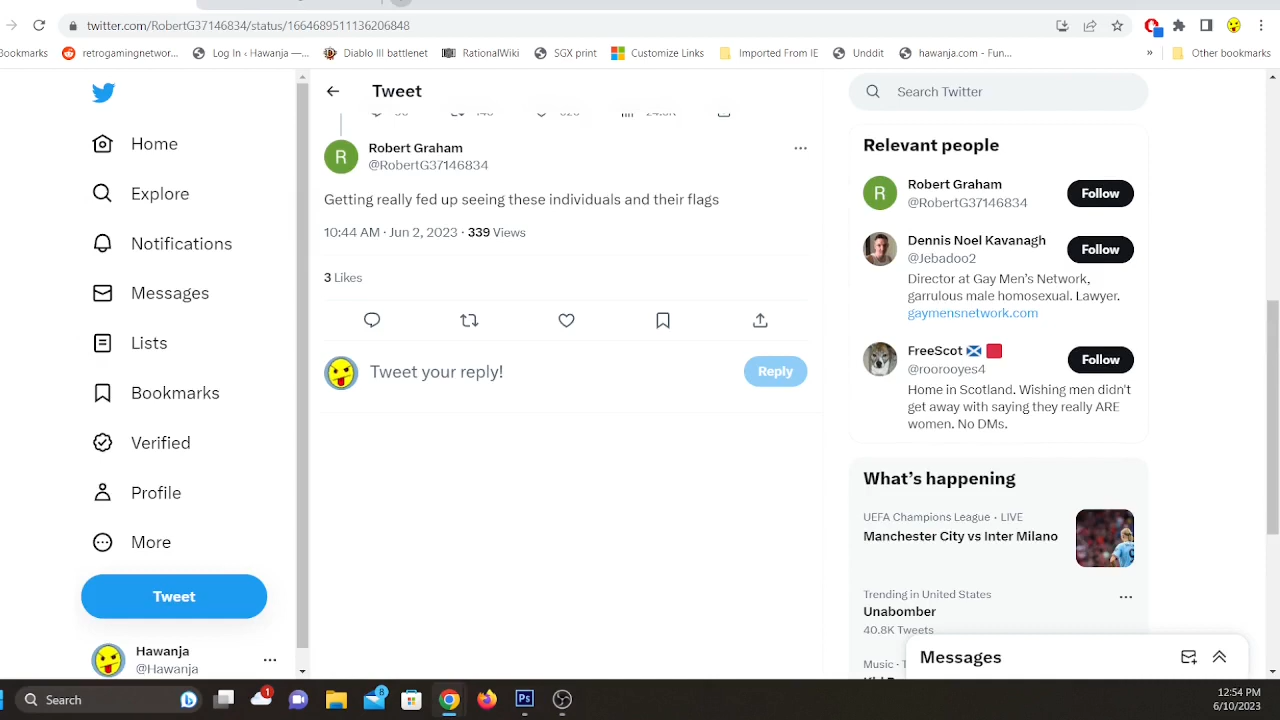 twitter.com/RobertG37146834/status/1664689511136206848
Bookmarks
retrogamingnetwor...
Log In ‹ Hawanja —...
Diablo III battlenet
RationalWiki
SGX print
Customize Links
Imported From IE
Unddit
hawanja.com - Fun...
»
Other bookmarks
Home
Explore
Notifications
Messages
Lists
Bookmarks
Verified
Profile
More
Tweet
Hawanja
@Hawanja
Tweet
R
Robert Graham
@RobertG37146834
Getting really fed up seeing these individuals and their flags
10:44 AM · Jun 2, 2023 · 339 Views
3 Likes
Tweet your reply!
Reply
Search Twitter
Relevant people
R
Robert Graham
@RobertG37146834
Follow
Dennis Noel Kavanagh
@Jebadoo2
Follow
Director at Gay Men's Network,
garrulous male homosexual. Lawyer.
gaymensnetwork.com
FreeScot
@roorooyes4
Follow
Home in Scotland. Wishing men didn't
get away with saying they really ARE
women. No DMs.
What's happening
UEFA Champions League · LIVE
Manchester City vs Inter Milano
Trending in United States
Unabomber
40.8K Tweets
Music ·
Messages
Search
1
8
Ps
12:54 PM
6/10/2023